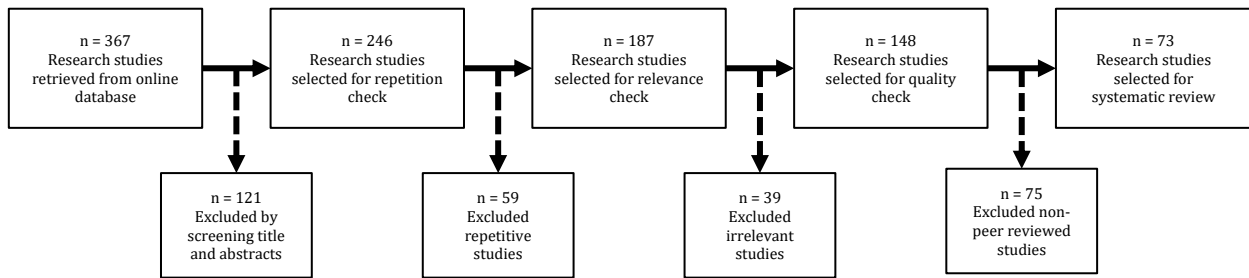 n = 367
Research studies
retrieved from online
database
n = 246
Research studies
selected for repetition
check
n = 187
Research studies
selected for relevance
check
n = 148
Research studies
selected for quality
check
n = 73
Research studies
selected for
systematic review
n = 121
Excluded by
screening title
and abstracts
n = 59
Excluded
repetitive
studies
n = 39
Excluded
irrelevant studies
n = 75
Excluded non-
peer reviewed
studies